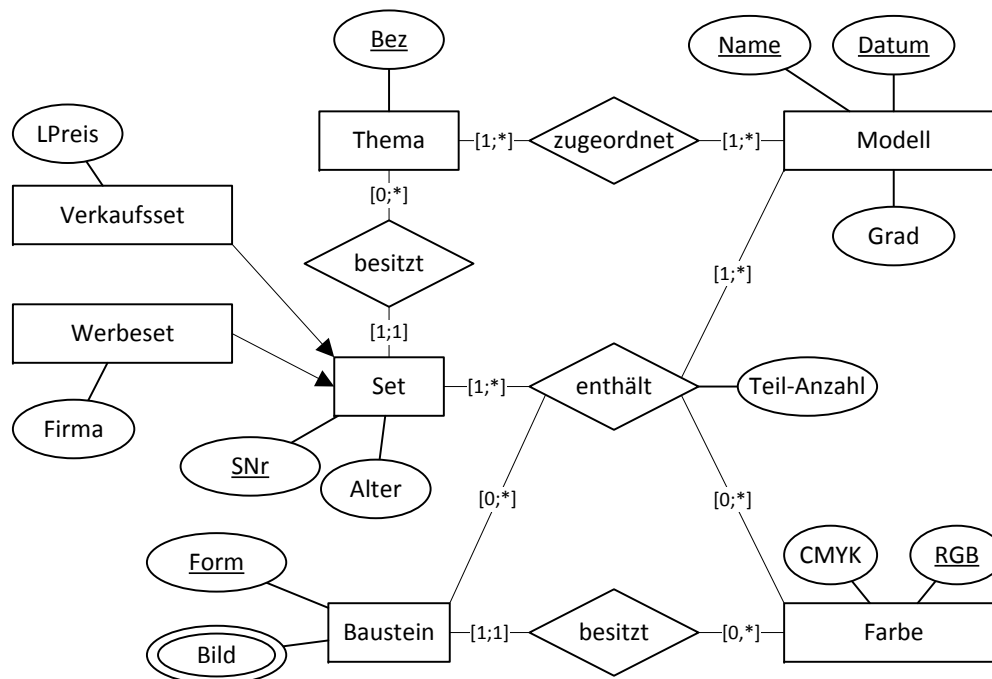 Bez
Name
Datum
LPreis
Thema
[1;*]
zugeordnet
[1;*]
Modell
Verkaufsset
[0;*]
Grad
besitzt
[1;*]
Werbeset
[1;1]
Set
[1;*]
enthält
Teil-Anzahl
Firma
SNr
Alter
[0;*]
[0;*]
Form
CMYK
RGB
Baustein
[1;1]
besitzt
[0,*]
Farbe
Bild